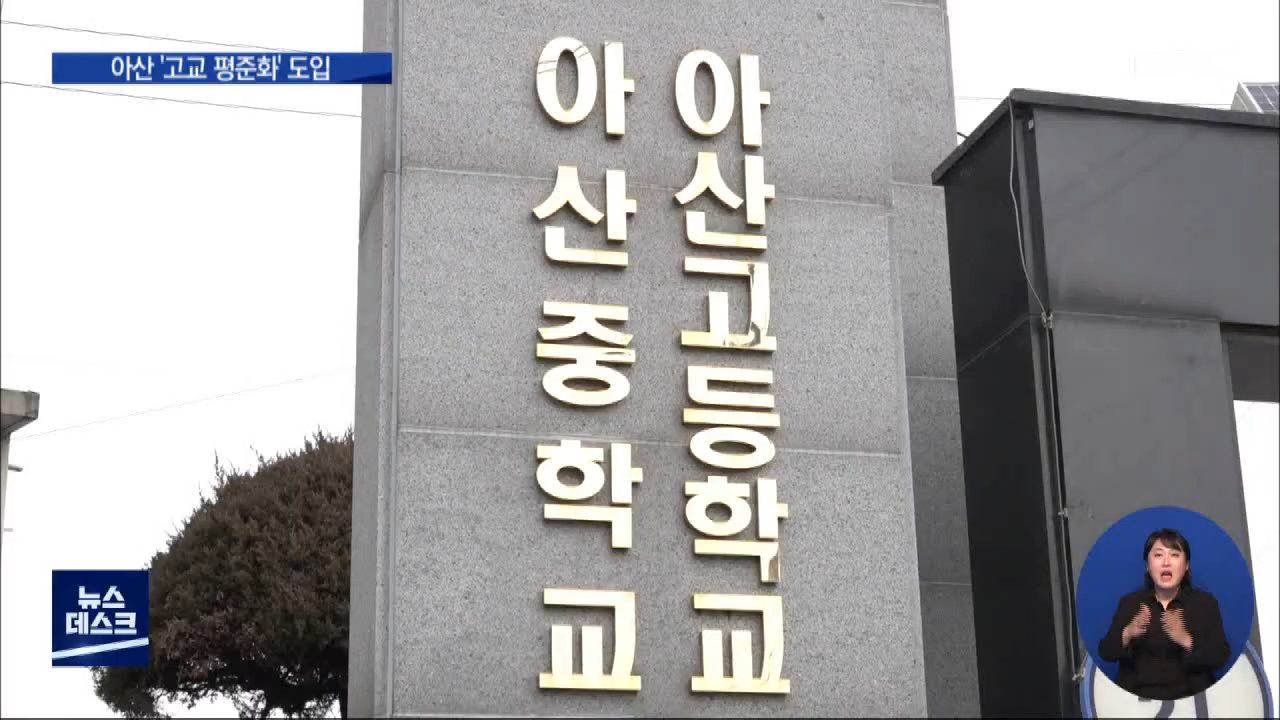 아산 '고교 평준화' 도입
아산중학교
아산고등학교
뉴스
데스크